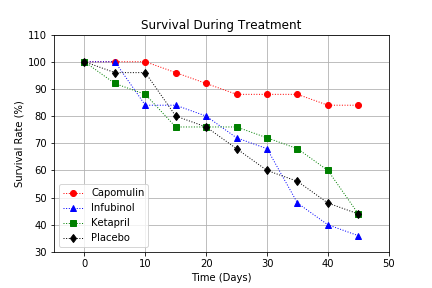 Survival During Treatment
110
100
90
80
70
60
50
40
30
Survival Rate (%)
Capomulin
Infubinol
Ketapril
Placebo
0 10 20 30 40 50
Time (Days)